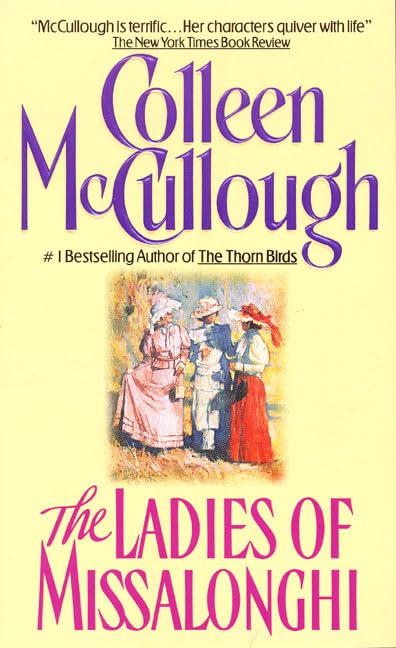 “McCullough is terrific...Her characters quiver with life”
The New York Times Book Review
Colleen
McCullough
# 1 Bestselling Author of The Thorn Birds
The LADIES OF
MISSALONGHI